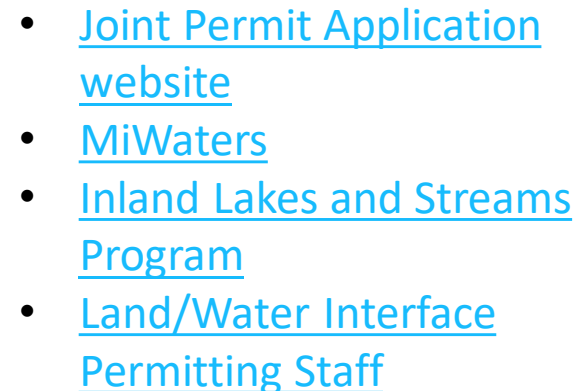 • Joint Permit Application
website
• MiWaters
• Inland Lakes and Streams
Program
• Land/Water Interface
Permitting Staff